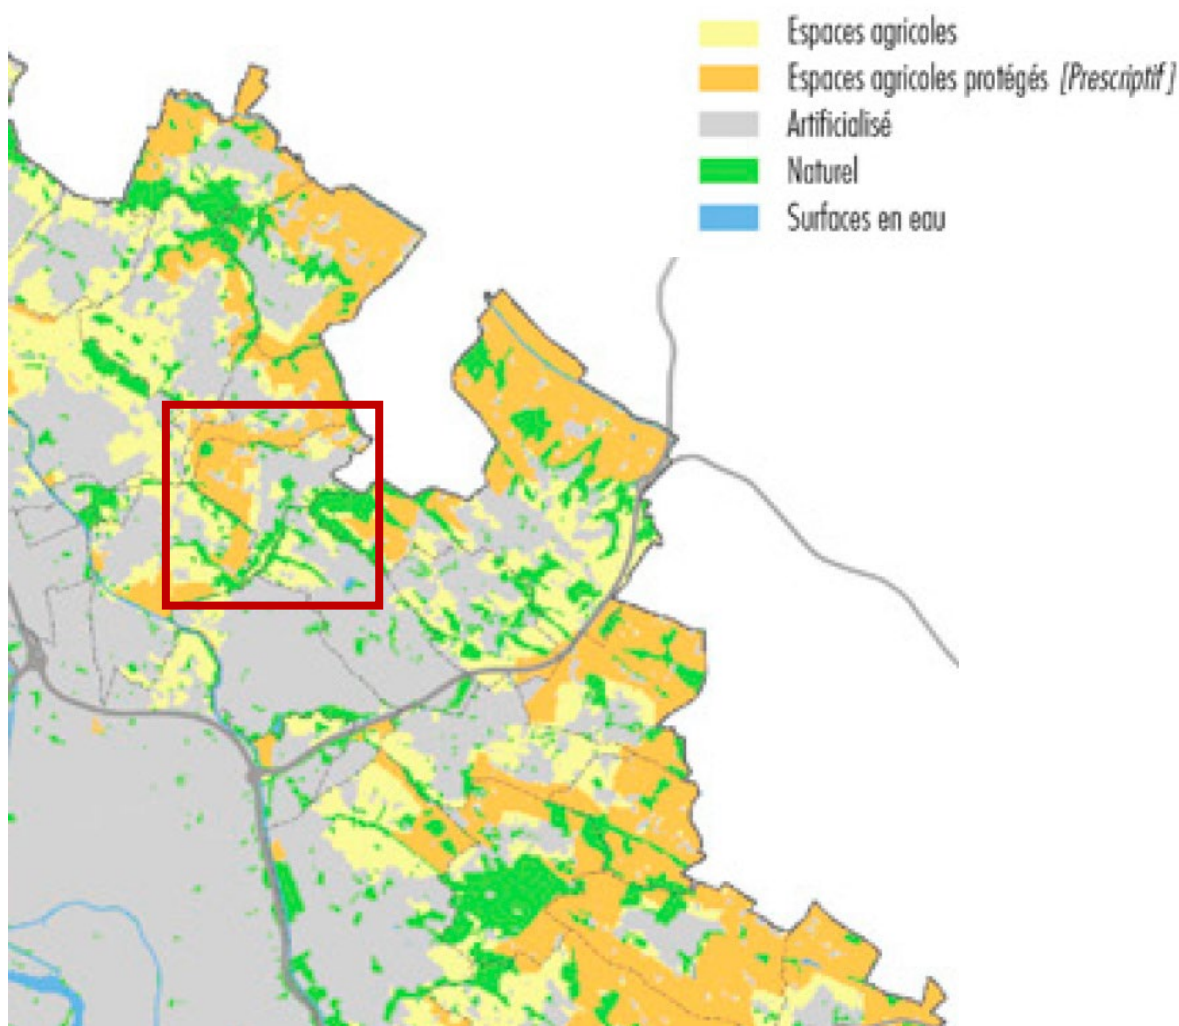 Espaces agricoles
Espaces agricoles protégés [Prescriptif]
Artificialisé
Naturel
Surfaces en eau